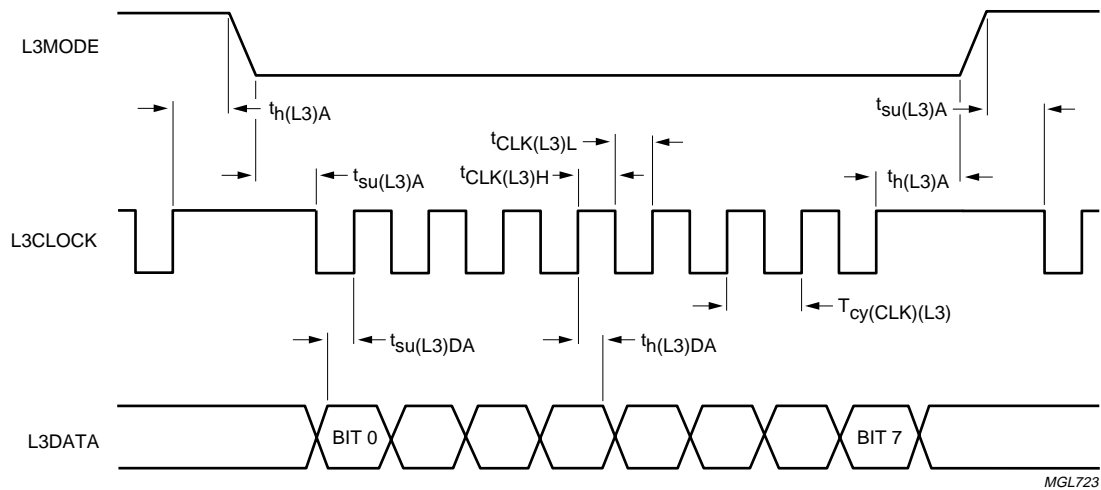 L3MODE
th(L3)A
tsu(L3)A
tCLK(L3)L
tsu(L3)A
tCLK(L3)H
th(L3)A
L3CLOCK
Tcy(CLK)(L3)
tsu(L3)DA
th(L3)DA
L3DATA
BIT 0
BIT 7
MGL723